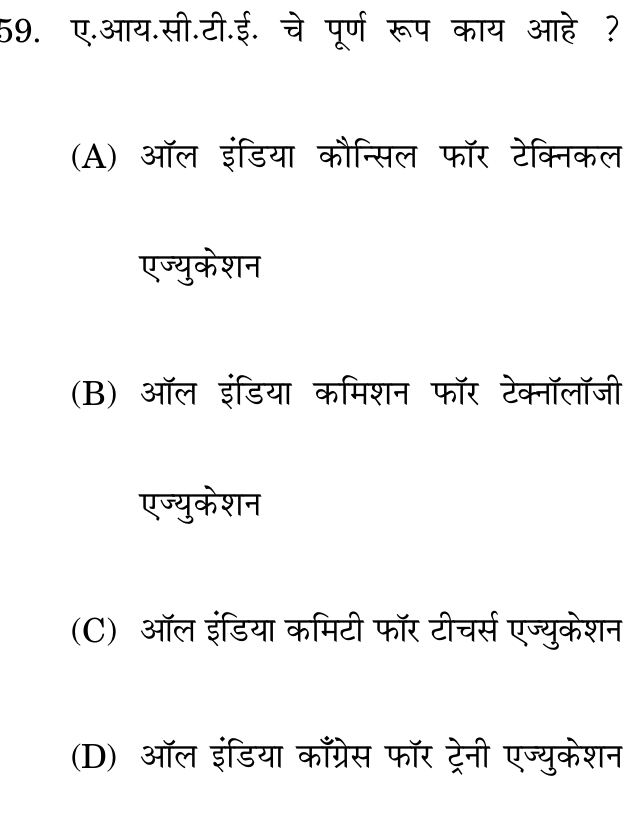 59. ए.आय.सी.टी.ई. चे पूर्ण रूप काय आहे ?
(A) ऑल इंडिया कौन्सिल फॉर टेक्निकल
एज्युकेशन
(B) ऑल इंडिया कमिशन फॉर टेक्नॉलॉजी
एज्युकेशन
(C) ऑल इंडिया कमिटी फॉर टीचर्स एज्युकेशन
(D) ऑल इंडिया काँग्रेस फॉर ट्रेनी एज्युकेशन